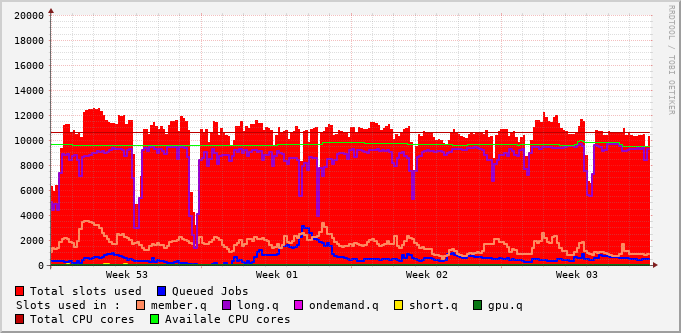 20000
18000
16000
14000
12000
10000
8000
6000
4000
2000
0
Week 53 Week 01 Week 02 Week 03
RRDTOOL / TOBI OETIKER
Total slots used Queued Jobs
Slots used in : member.q long.q ondemand.q short.q gpu.q
Total CPU cores Availale CPU cores